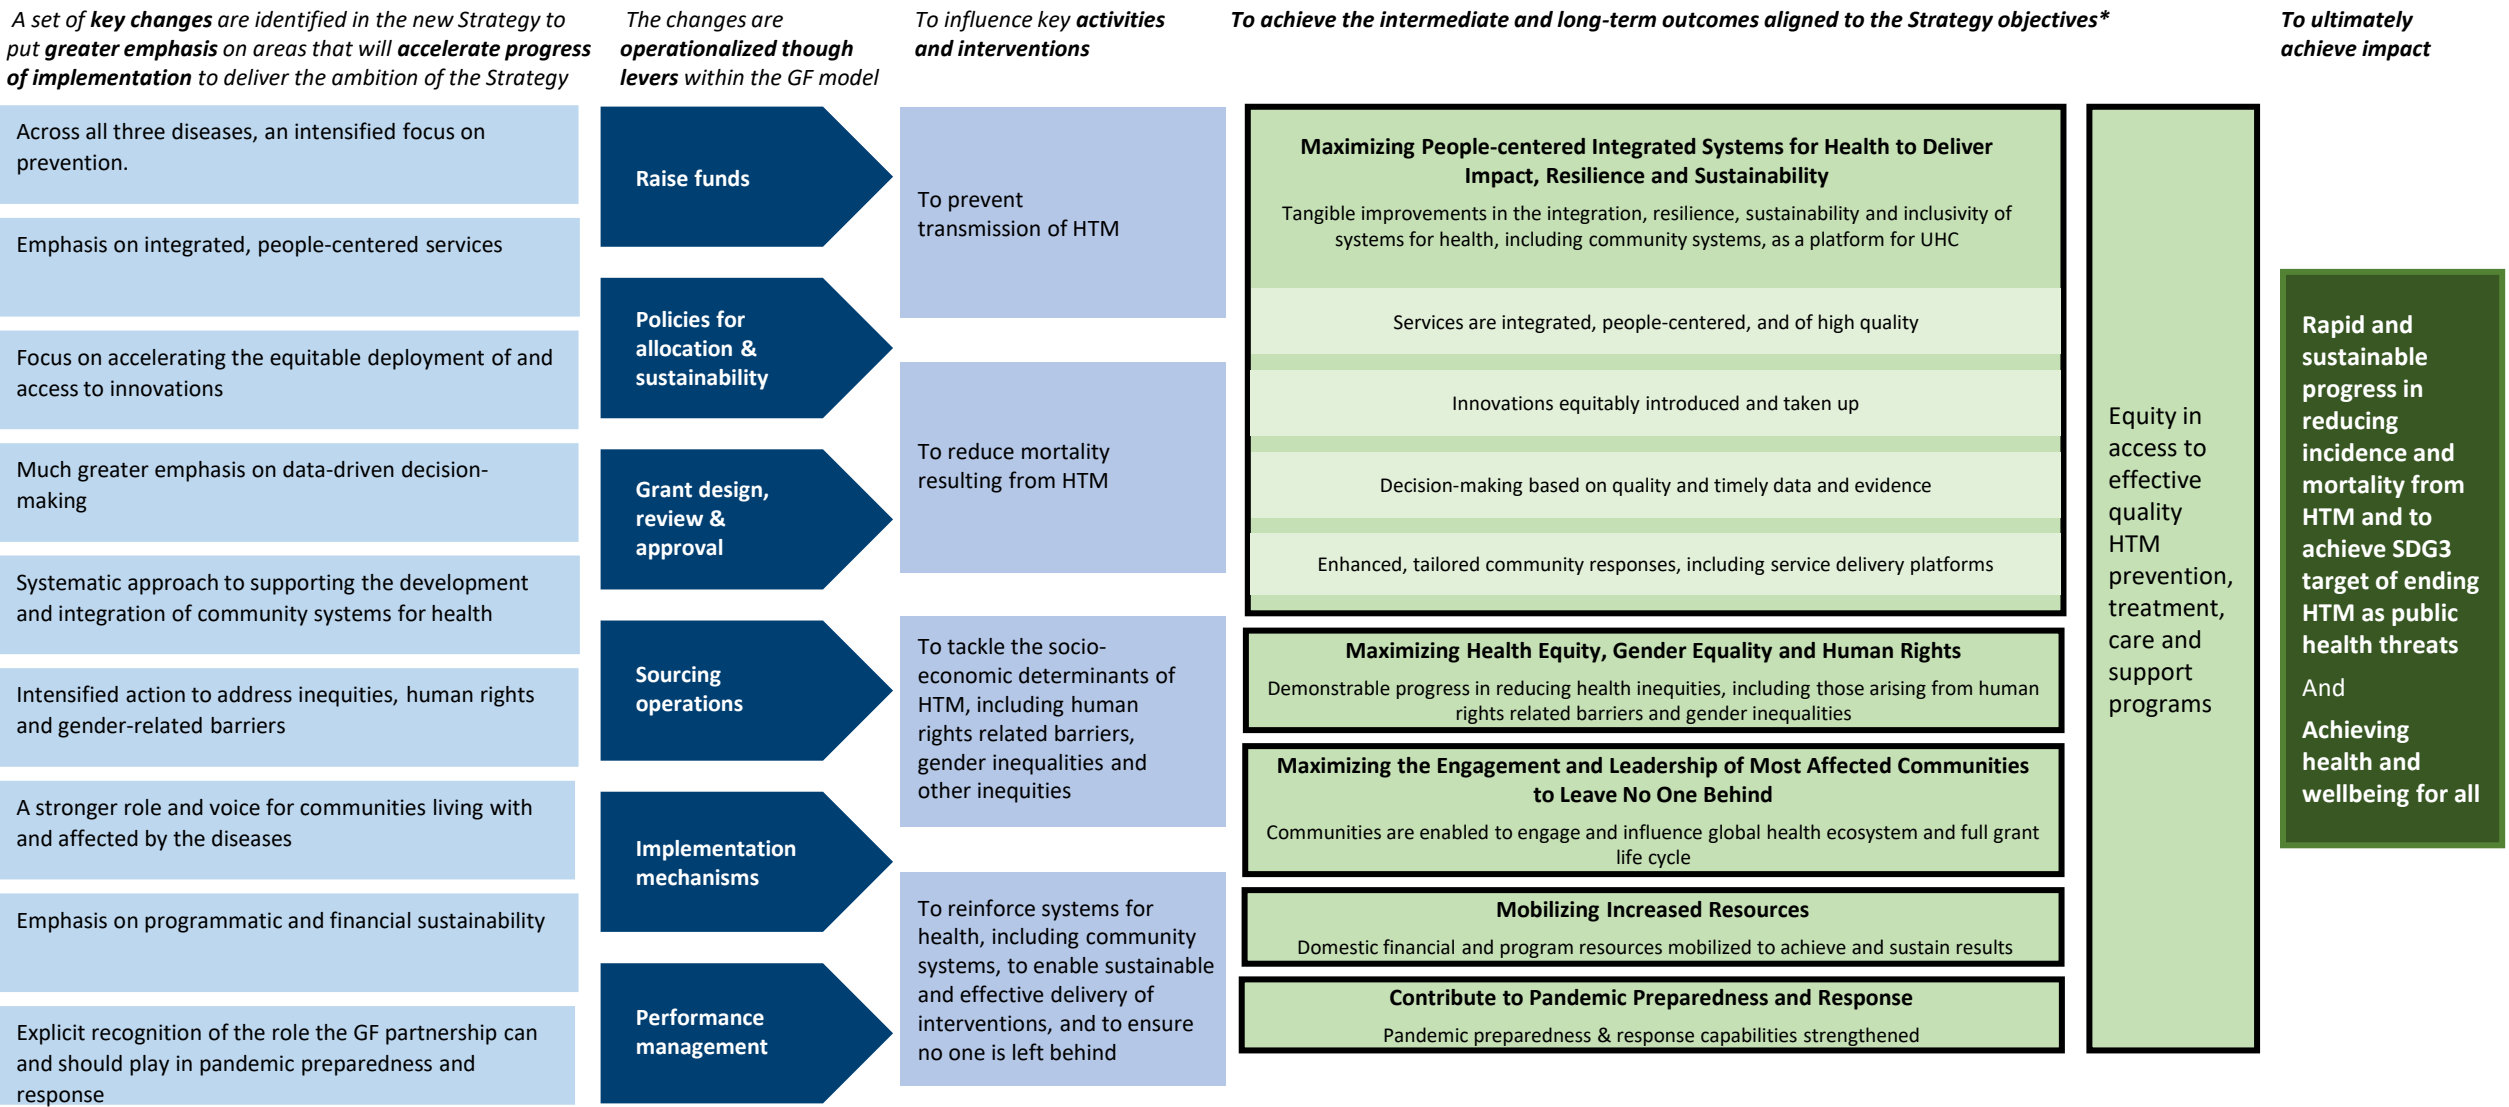 A set of key changes are identified in the new Strategy to
put greater emphasis on areas that will accelerate progress
of implementation to deliver the ambition of the Strategy
The changes are
operationalized though
levers within the GF model
To influence key activities
and interventions
To achieve the intermediate and long-term outcomes aligned to the Strategy objectives*
To ultimately
achieve impact
Across all three diseases, an intensified focus on
prevention.
Emphasis on integrated, people-centered services
Focus on accelerating the equitable deployment of and
access to innovations
Much greater emphasis on data-driven decision-
making
Systematic approach to supporting the development
and integration of community systems for health
Intensified action to address inequities, human rights
and gender-related barriers
A stronger role and voice for communities living with
and affected by the diseases
Emphasis on programmatic and financial sustainability
Explicit recognition of the role the GF partnership can
and should play in pandemic preparedness and
response
Raise funds
Policies for
allocation &
sustainability
Grant design,
review &
approval
Sourcing
operations
Implementation
mechanisms
Performance
management
To prevent
transmission of HTM
To reduce mortality
resulting from HTM
To tackle the socio-
economic determinants of
HTM, including human
rights related barriers,
gender inequalities and
other inequities
To reinforce systems for
health, including community
systems, to enable sustainable
and effective delivery of
interventions, and to ensure
no one is left behind
Maximizing People-centered Integrated Systems for Health to Deliver
Impact, Resilience and Sustainability
Tangible improvements in the integration, resilience, sustainability and inclusivity of
systems for health, including community systems, as a platform for UHC
Services are integrated, people-centered, and of high quality
Innovations equitably introduced and taken up
Decision-making based on quality and timely data and evidence
Enhanced, tailored community responses, including service delivery platforms
Maximizing Health Equity, Gender Equality and Human Rights
Demonstrable progress in reducing health inequities, including those arising from human
rights related barriers and gender inequalities
Maximizing the Engagement and Leadership of Most Affected Communities
to Leave No One Behind
Communities are enabled to engage and influence global health ecosystem and full grant
life cycle
Mobilizing Increased Resources
Domestic financial and program resources mobilized to achieve and sustain results
Contribute to Pandemic Preparedness and Response
Pandemic preparedness & response capabilities strengthened
Equity in
access to
effective
quality
HTM
prevention,
treatment,
care and
support
programs
Rapid and
sustainable
progress in
reducing
incidence and
mortality from
HTM and to
achieve SDG3
target of ending
HTM as public
health threats
And
Achieving
health and
wellbeing for all